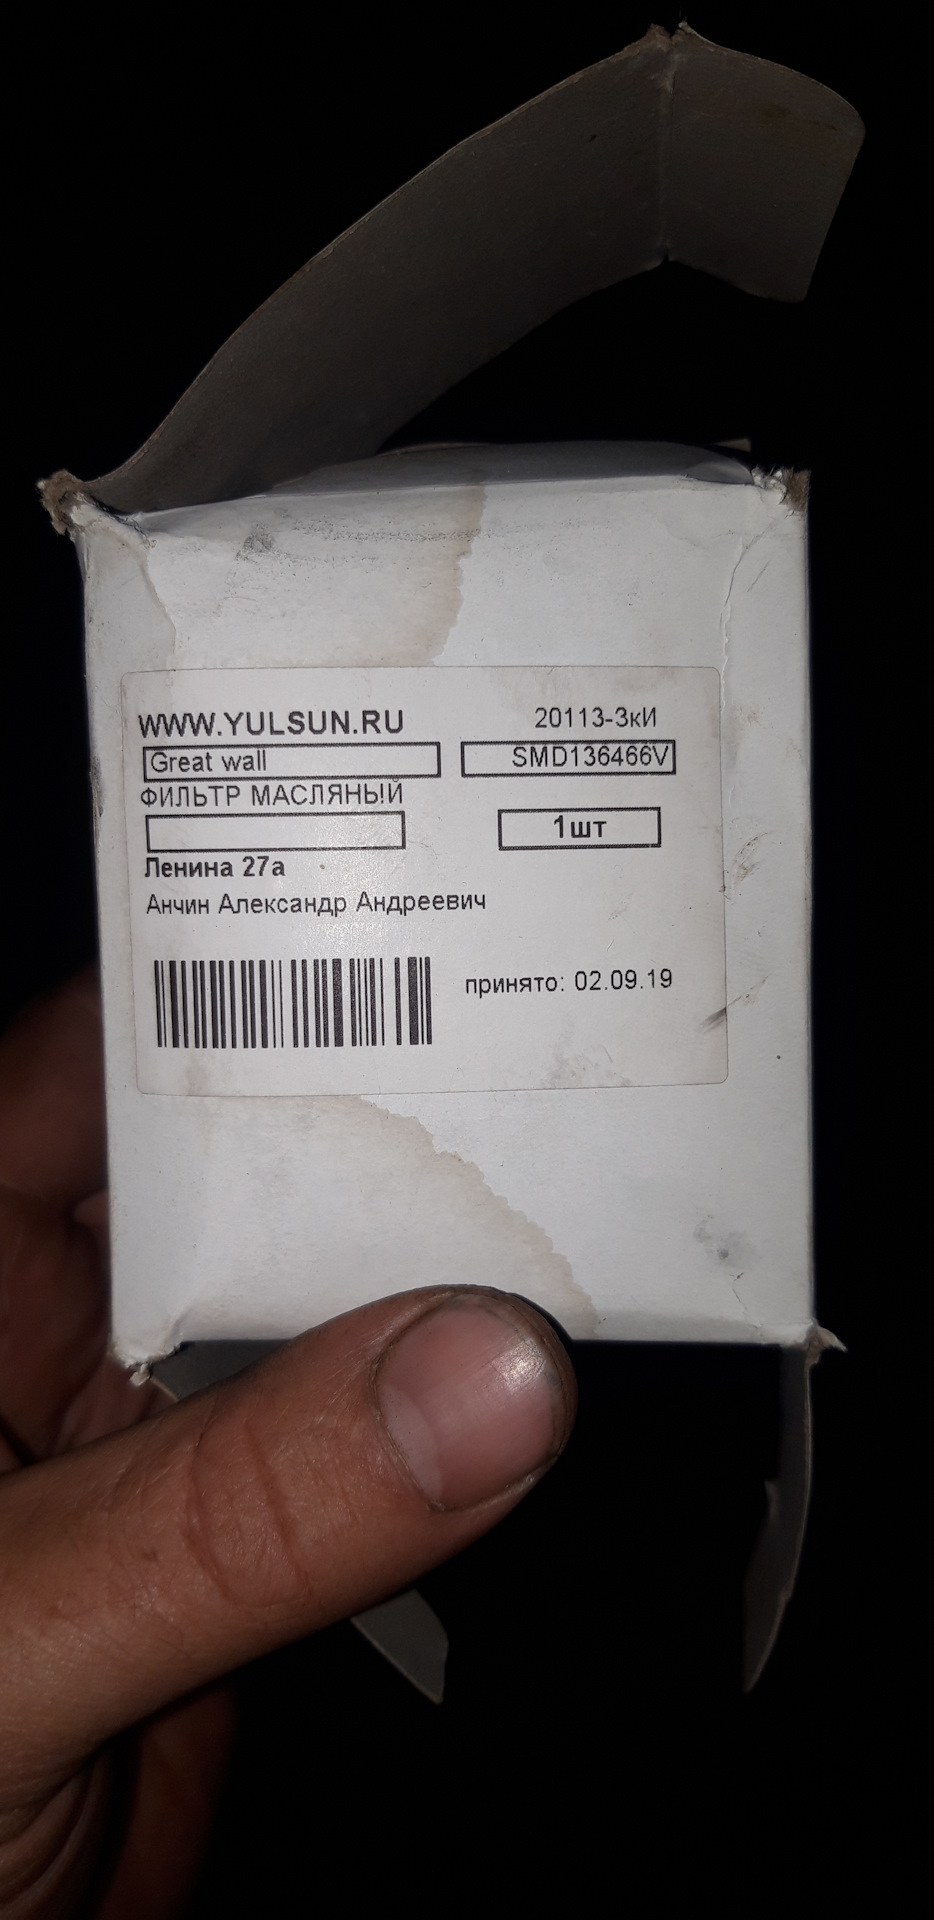 WWW.YULSUN.RU 20113-ЗкИ
Great wall SMD136466V
ФИЛЬТР МАСЛЯНЫЙ
1шт
Ленина 27а
Анчин Александр Андреевич
принято: 02.09.19